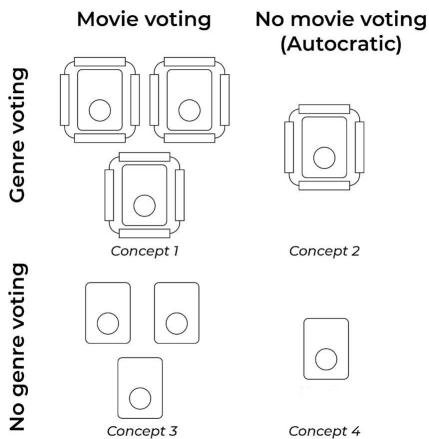 Movie voting
No movie voting
(Autocratic)
Genre voting
Concept 1
Concept 2
No genre voting
Concept 3
Concept 4